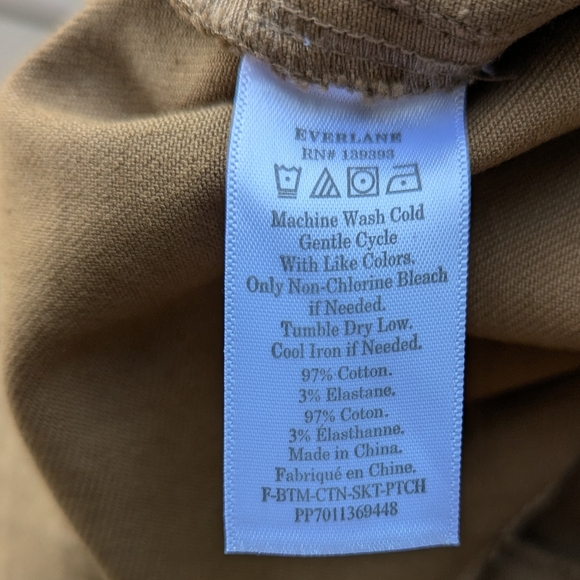 EVERLANE
RN# 139393
Machine Wash Cold
Gentle Cycle
With Like Colors.
Only Non-Chlorine Bleach
if Needed.
Tumble Dry Low.
Cool Iron if Needed.
97% Cotton.
3% Elastane.
97% Coton.
3% Élasthanne.
Made in China.
Fabriqué en Chine.
F-BTM-CTN-SKT-PTCH
PP7011369448